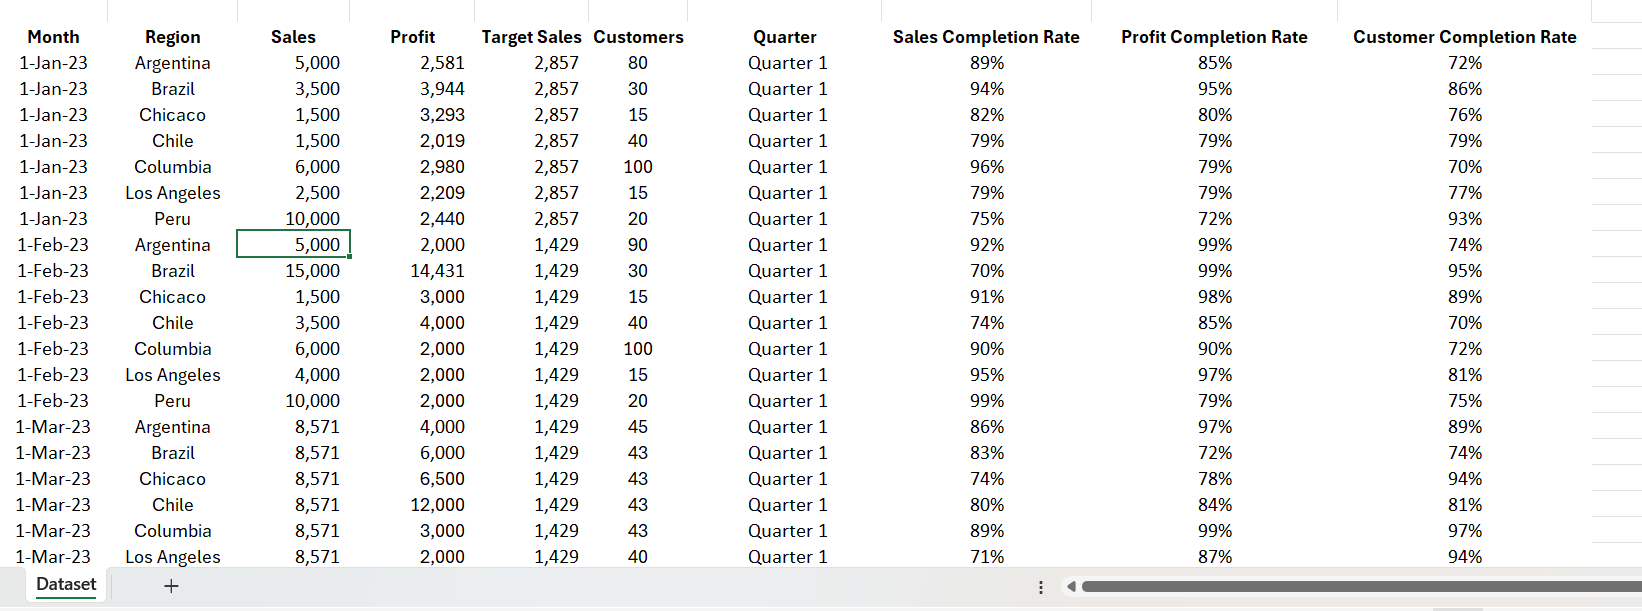 Month Region Sales Profit Target Sales Customers Quarter Sales Completion Rate Profit Completion Rate Customer Completion Rate
1-Jan-23 Argentina 5,000 2,581 2,857 80 Quarter 1 89% 85% 72%
1-Jan-23 Brazil 3,500 3,944 2,857 30 Quarter 1 94% 95% 86%
1-Jan-23 Chicaco 1,500 3,293 2,857 15 Quarter 1 82% 80% 76%
1-Jan-23 Chile 1,500 2,019 2,857 40 Quarter 1 79% 79% 79%
1-Jan-23 Columbia 6,000 2,980 2,857 100 Quarter 1 96% 79% 70%
1-Jan-23 Los Angeles 2,500 2,209 2,857 15 Quarter 1 79% 79% 77%
1-Jan-23 Peru 10,000 2,440 2,857 20 Quarter 1 75% 72% 93%
1-Feb-23 Argentina 5,000 2,000 1,429 90 Quarter 1 92% 99% 74%
1-Feb-23 Brazil 15,000 14,431 1,429 30 Quarter 1 70% 99% 95%
1-Feb-23 Chicaco 1,500 3,000 1,429 15 Quarter 1 91% 98% 89%
1-Feb-23 Chile 3,500 4,000 1,429 40 Quarter 1 74% 85% 70%
1-Feb-23 Columbia 6,000 2,000 1,429 100 Quarter 1 90% 90% 72%
1-Feb-23 Los Angeles 4,000 2,000 1,429 15 Quarter 1 95% 97% 81%
1-Feb-23 Peru 10,000 2,000 1,429 20 Quarter 1 99% 79% 75%
1-Mar-23 Argentina 8,571 4,000 1,429 45 Quarter 1 86% 97% 89%
1-Mar-23 Brazil 8,571 6,000 1,429 43 Quarter 1 83% 72% 74%
1-Mar-23 Chicaco 8,571 6,500 1,429 43 Quarter 1 74% 78% 94%
1-Mar-23 Chile 8,571 12,000 1,429 43 Quarter 1 80% 84% 81%
1-Mar-23 Columbia 8,571 3,000 1,429 43 Quarter 1 89% 99% 97%
1-Mar-23 Los Angeles 8,571 2,000 1,429 40 Quarter 1 71% 87% 94%
Dataset